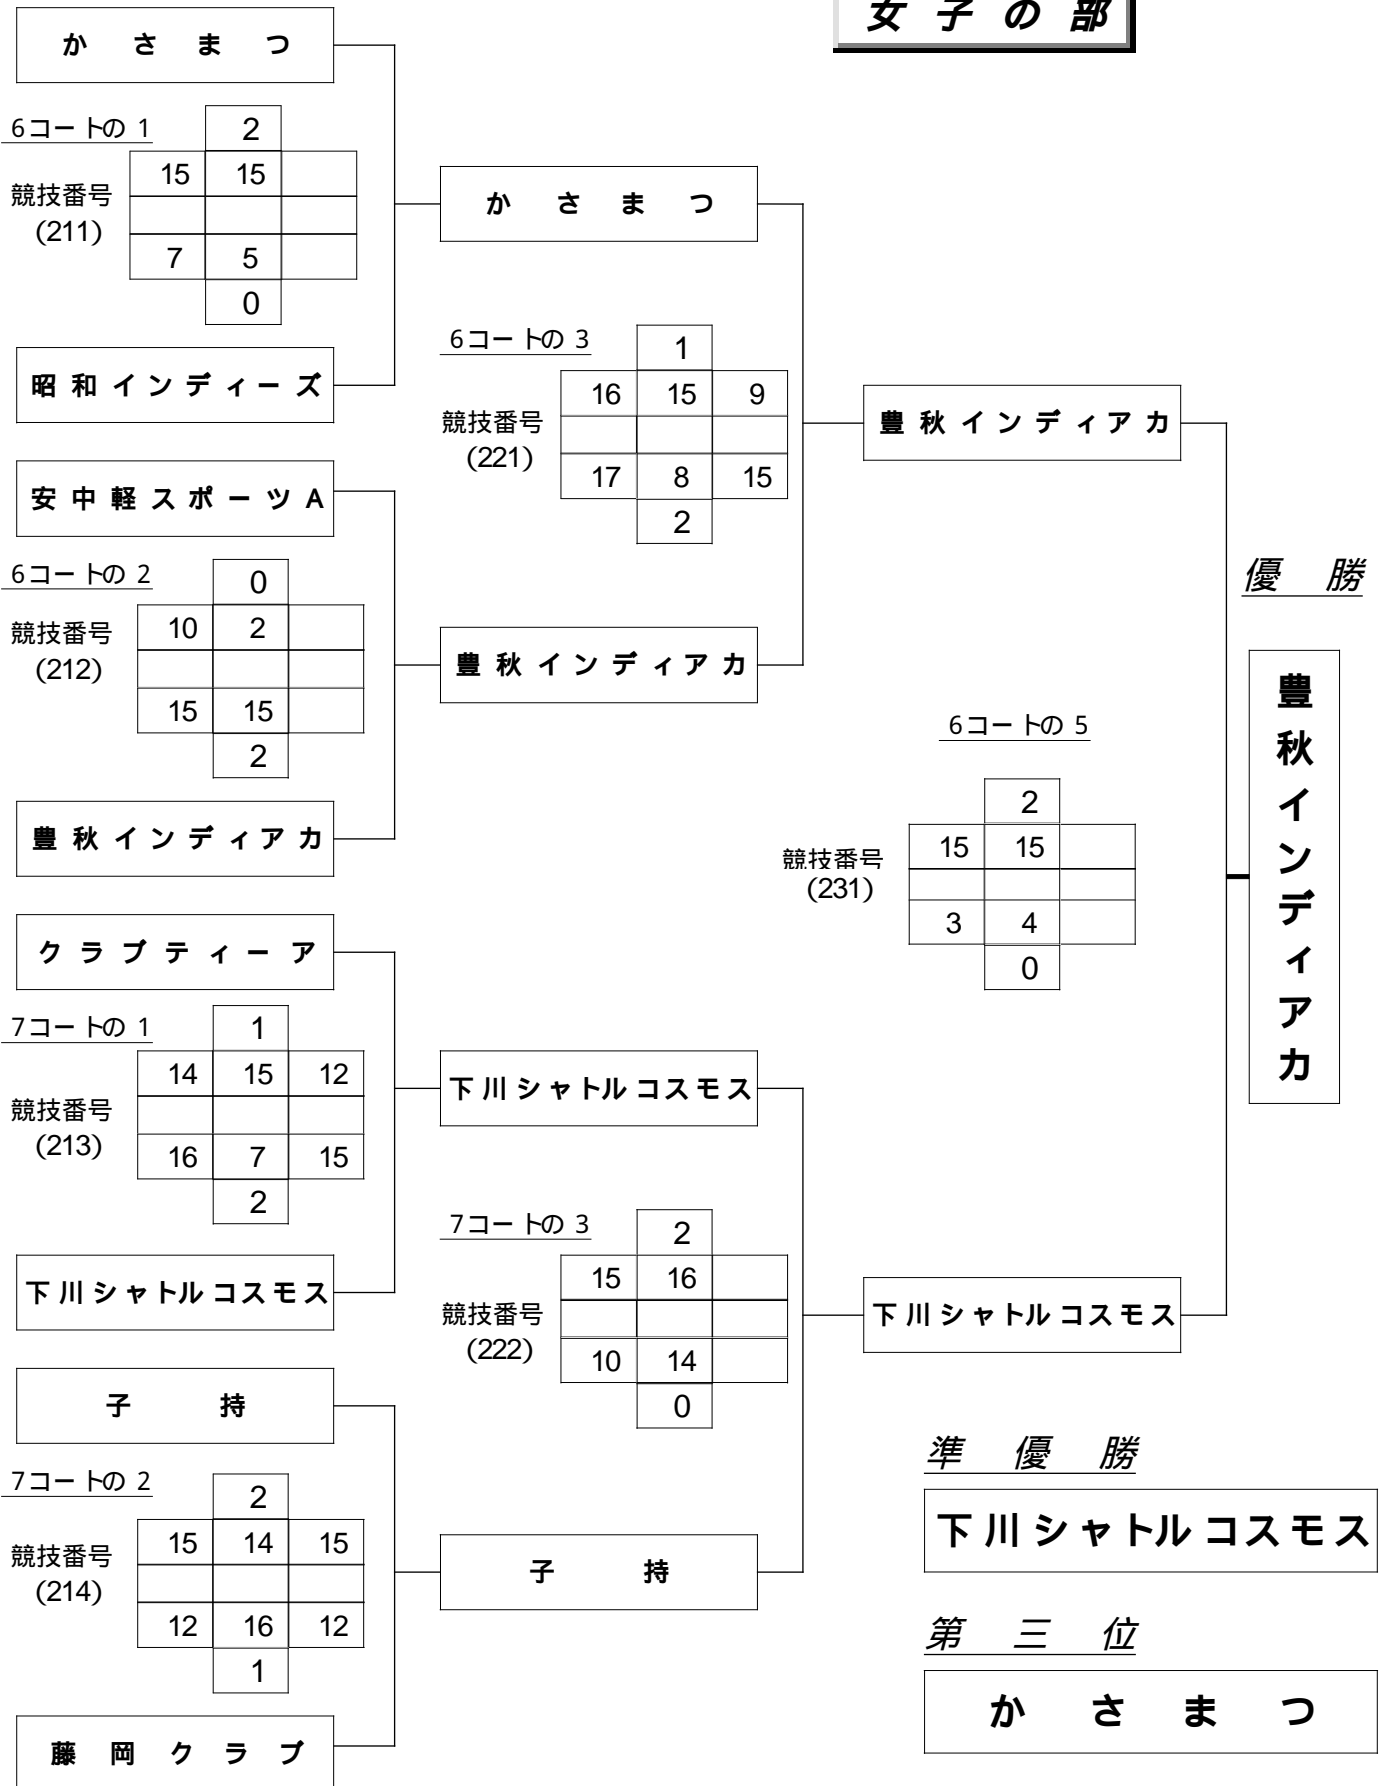 女子の部
かさまつ
6コートの 1
2
15 15
競技番号
(211)
7 5
0
昭和インディーズ
かさまつ
6コートの 3
1
16 15 9
競技番号
(221)
17 8 15
2
豊秋インディアカ
安中軽スポーツA
6コートの 2
0
10 2
競技番号
(212)
15 15
2
豊秋インディアカ
豊秋インディアカ
優勝
豊秋インディアカ
6コートの 5
2
15 15
競技番号
(231)
3 4
0
クラブティーア
7コートの 1
1
14 15 12
競技番号
(213)
16 7 15
2
下川シャトルコスモス
下川シャトルコスモス
7コートの 3
2
15 16
競技番号
(222)
10 14
0
下川シャトルコスモス
子持
7コートの 2
2
15 14 15
競技番号
(214)
12 16 12
1
藤岡クラブ
子持
準優勝
下川シャトルコスモス
第三位
かさまつ